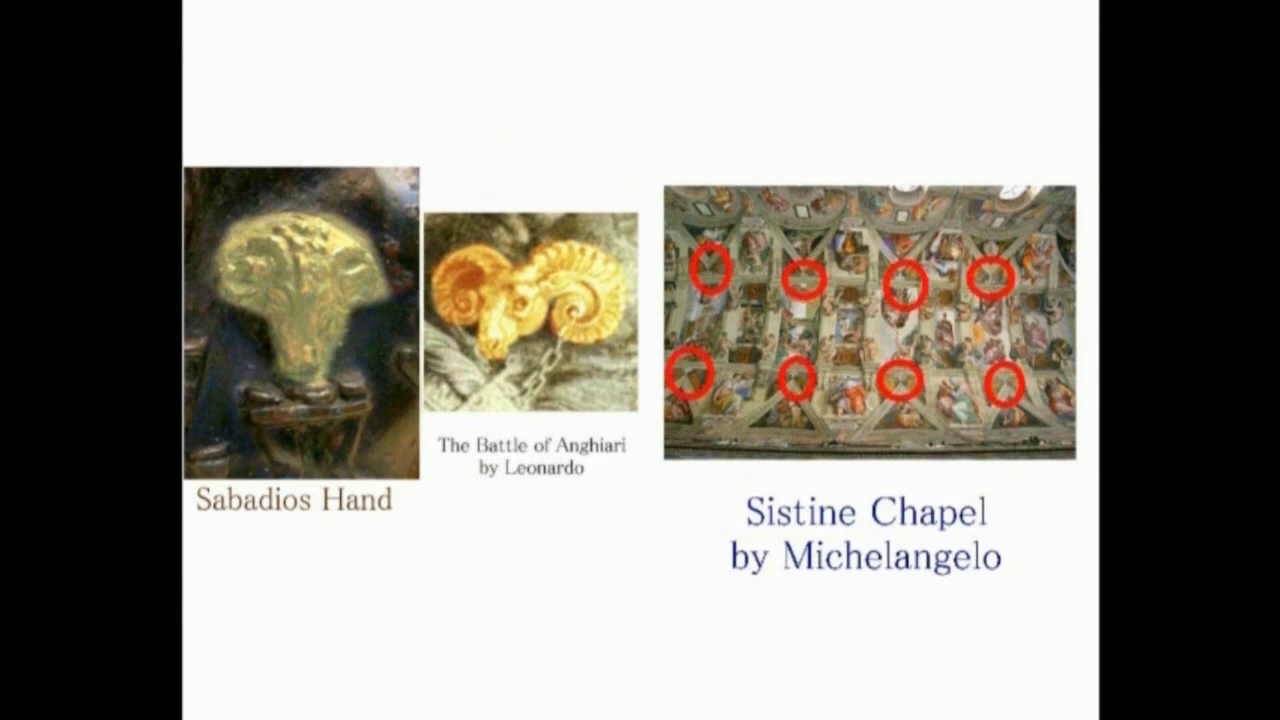 Sabadios Hand
The Battle of Anghiari
by Leonardo
Sistine Chapel
by Michelangelo